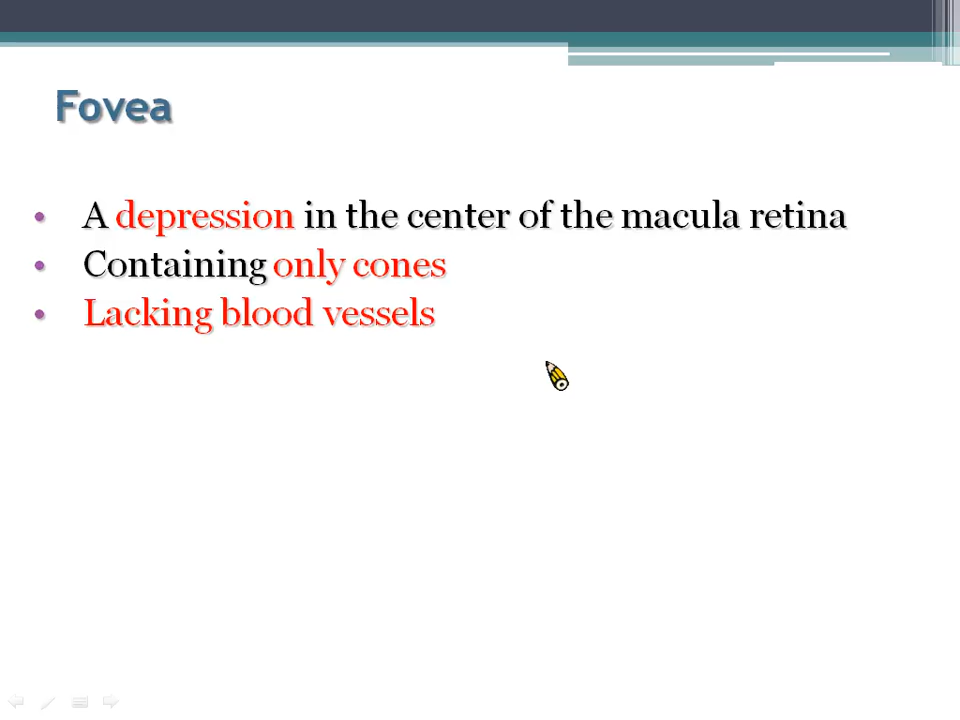 Fovea
• A depression in the center of the macula retina
• Containing only cones
• Lacking blood vessels